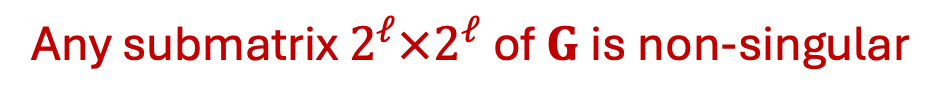 Any submatrix 2^ℓ×2^ℓ of G is non-singular